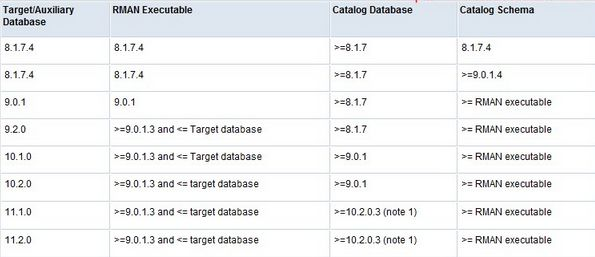 Target/Auxiliary Database RMAN Executable Catalog Database Catalog Schema
8.1.7.4 8.1.7.4 >=8.1.7 8.1.7.4
8.1.7.4 8.1.7.4 >=8.1.7 >=9.0.1.4
9.0.1 9.0.1 >=8.1.7 >= RMAN executable
9.2.0 >=9.0.1.3 and <= Target database >=8.1.7 >= RMAN executable
10.1.0 >=9.0.1.3 and <= Target database >=9.0.1 >= RMAN executable
10.2.0 >=9.0.1.3 and <= target database >=9.0.1 >= RMAN executable
11.1.0 >=9.0.1.3 and <= target database >=10.2.0.3 (note 1) >= RMAN executable
11.2.0 >=9.0.1.3 and <= target database >=10.2.0.3 (note 1) >= RMAN executable